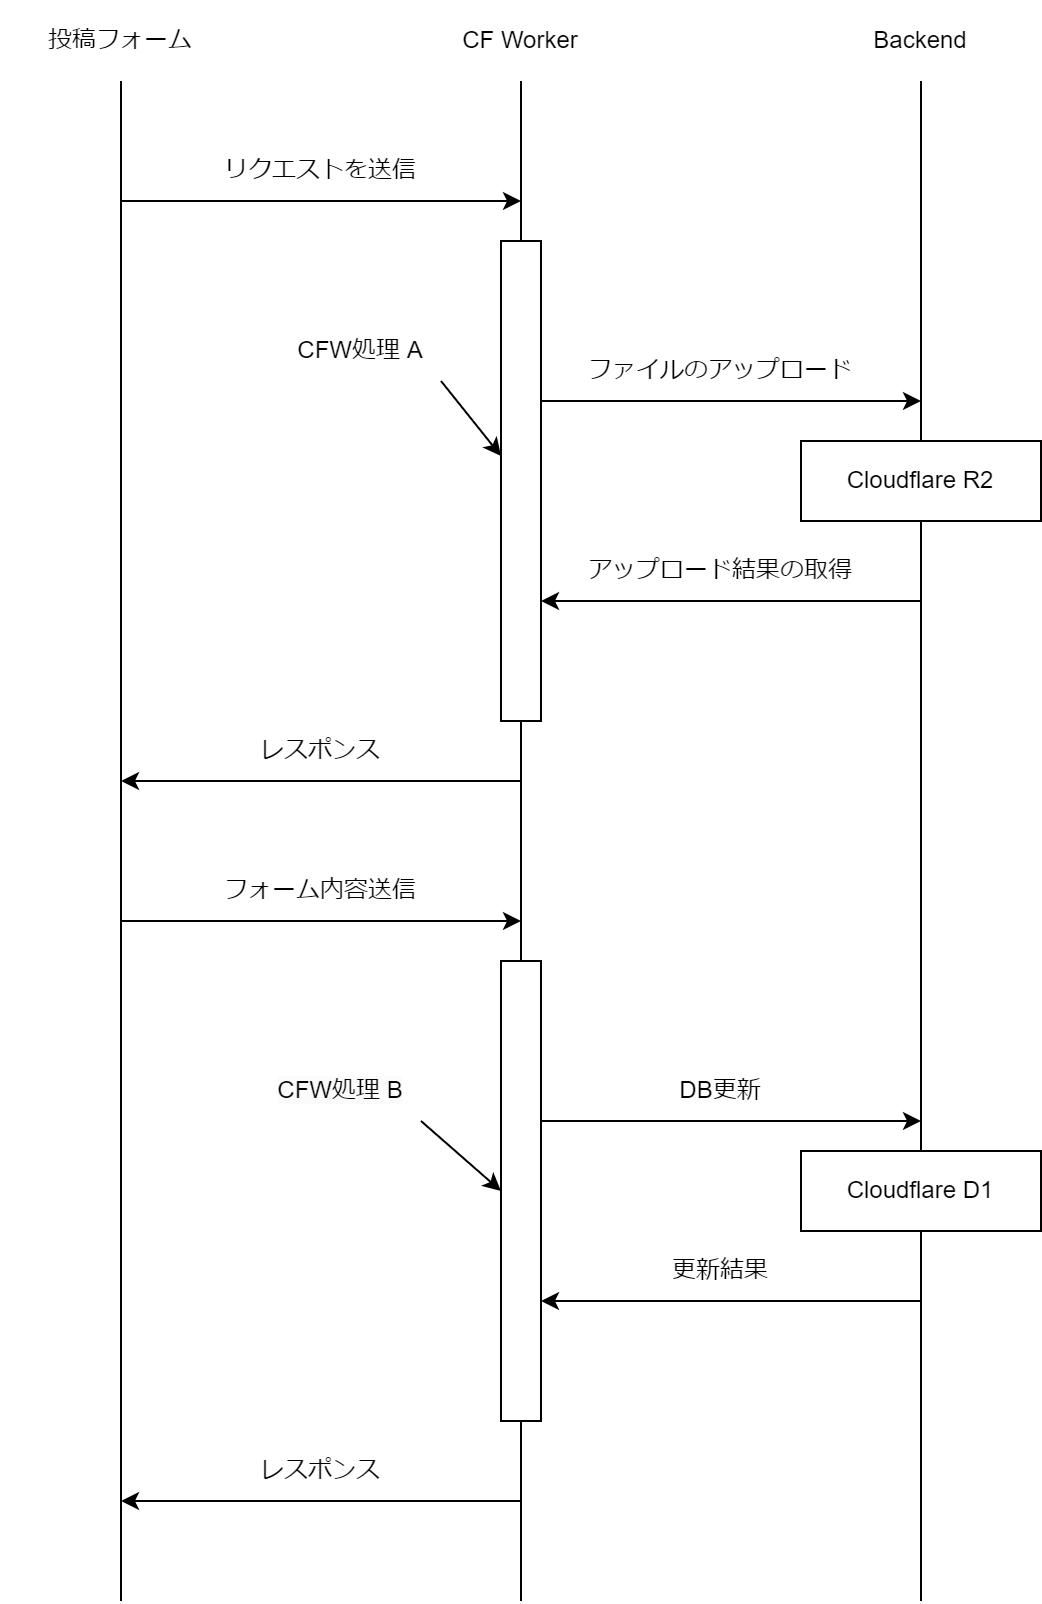 投稿フォーム
CF Worker
Backend
リクエストを送信
CFW処理 A
ファイルのアップロード
Cloudflare R2
アップロード結果の取得
レスポンス
フォーム内容送信
CFW処理 B
DB更新
Cloudflare D1
更新結果
レスポンス